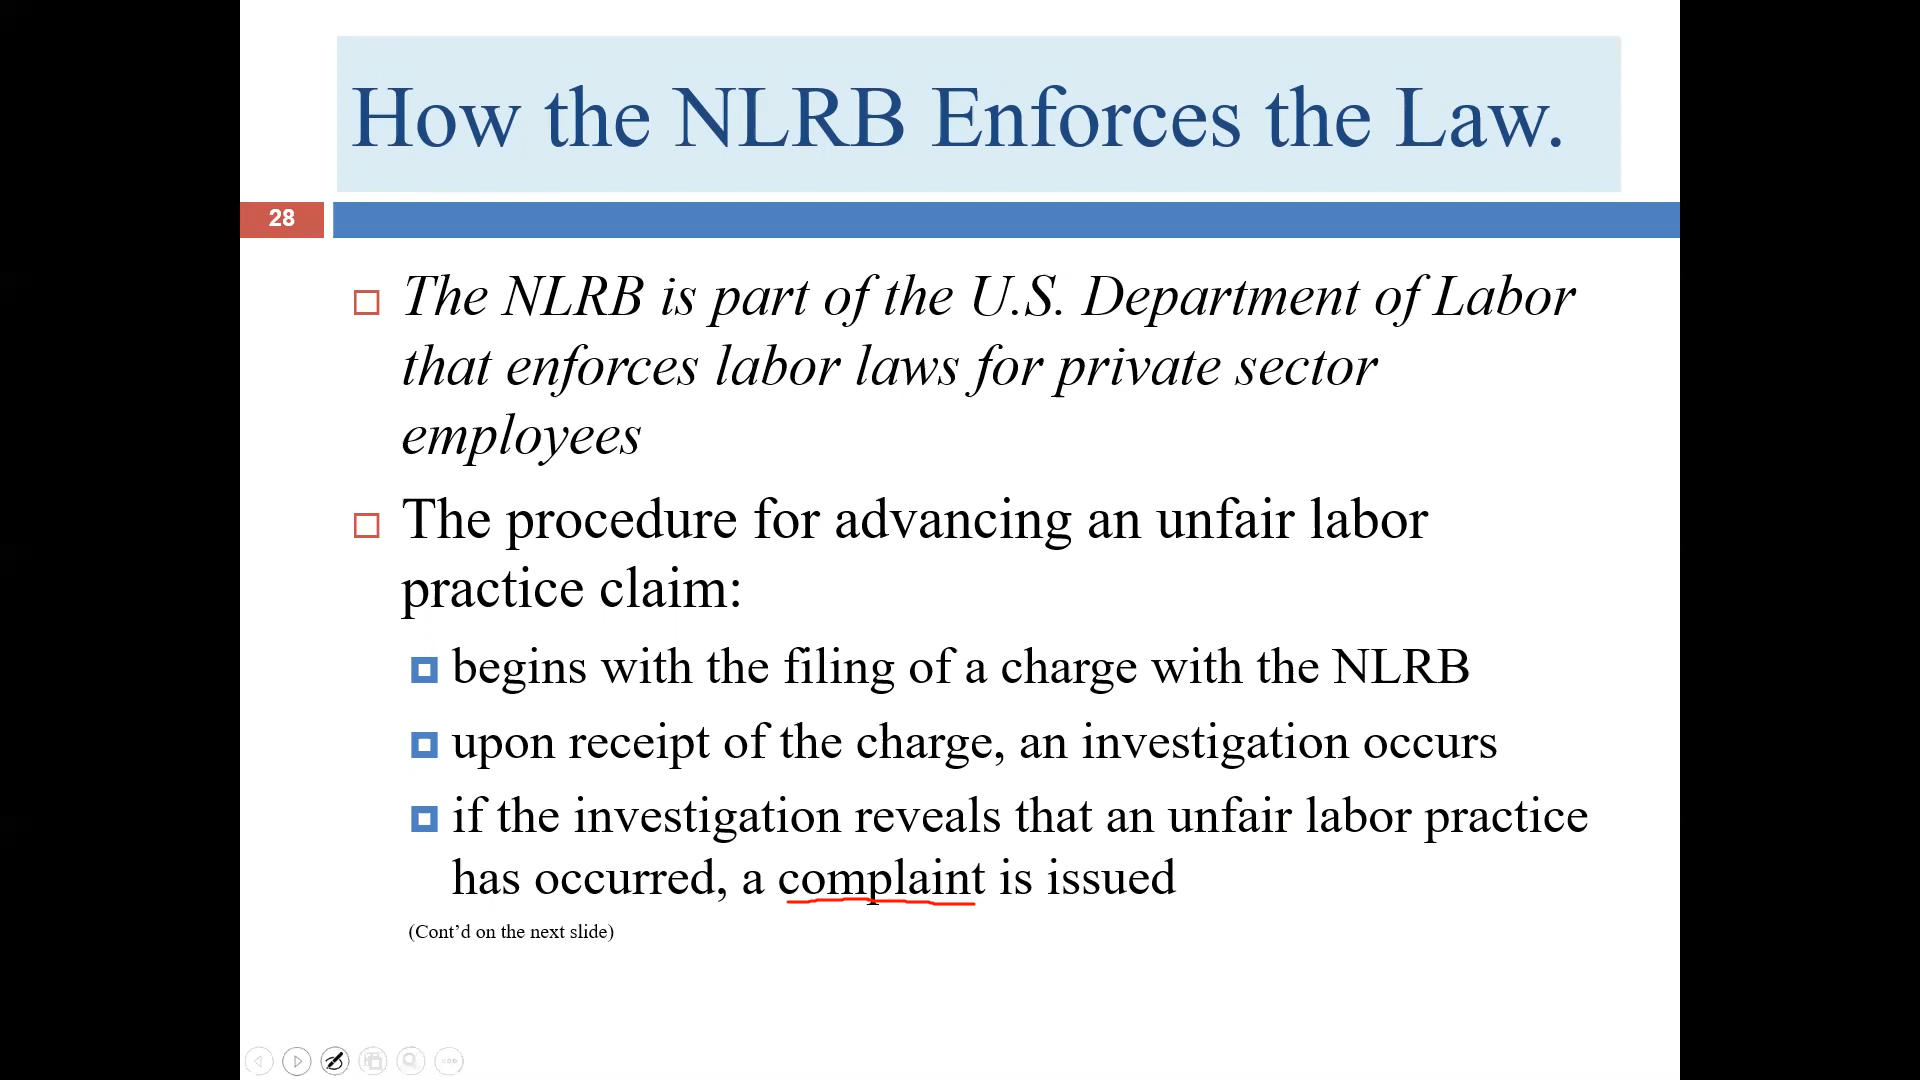 How the NLRB Enforces the Law.
28
The NLRB is part of the U.S. Department of Labor
that enforces labor laws for private sector
employees
The procedure for advancing an unfair labor
practice claim:
begins with the filing of a charge with the NLRB
upon receipt of the charge, an investigation occurs
if the investigation reveals that an unfair labor practice
has occurred, a complaint is issued
(Cont’d on the next slide)